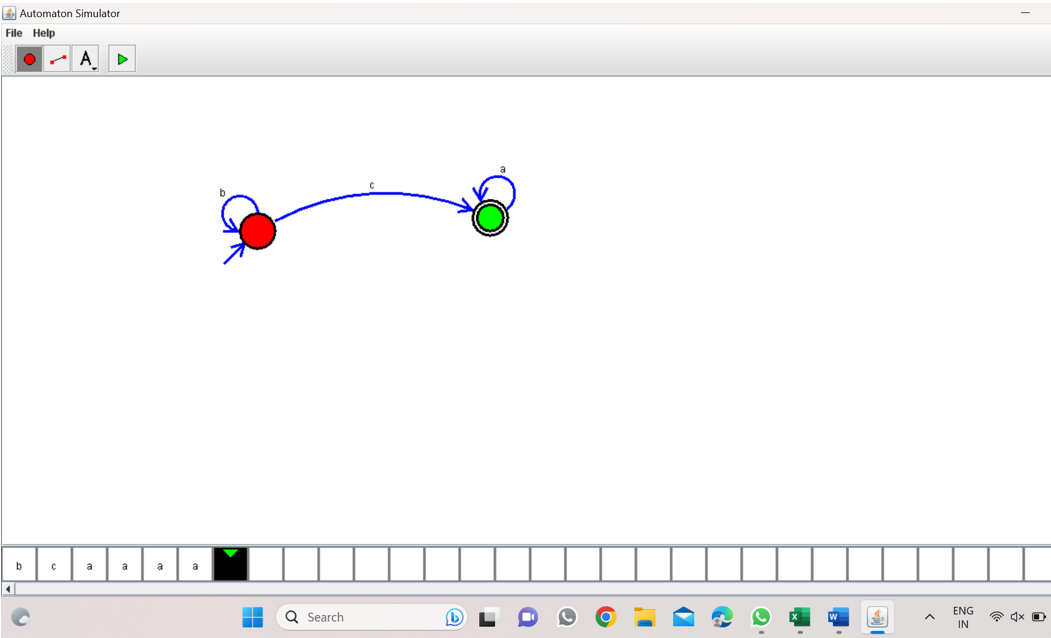 Automaton Simulator
File Help
A
a
c
b
b c a a a a
Search
ENG
IN